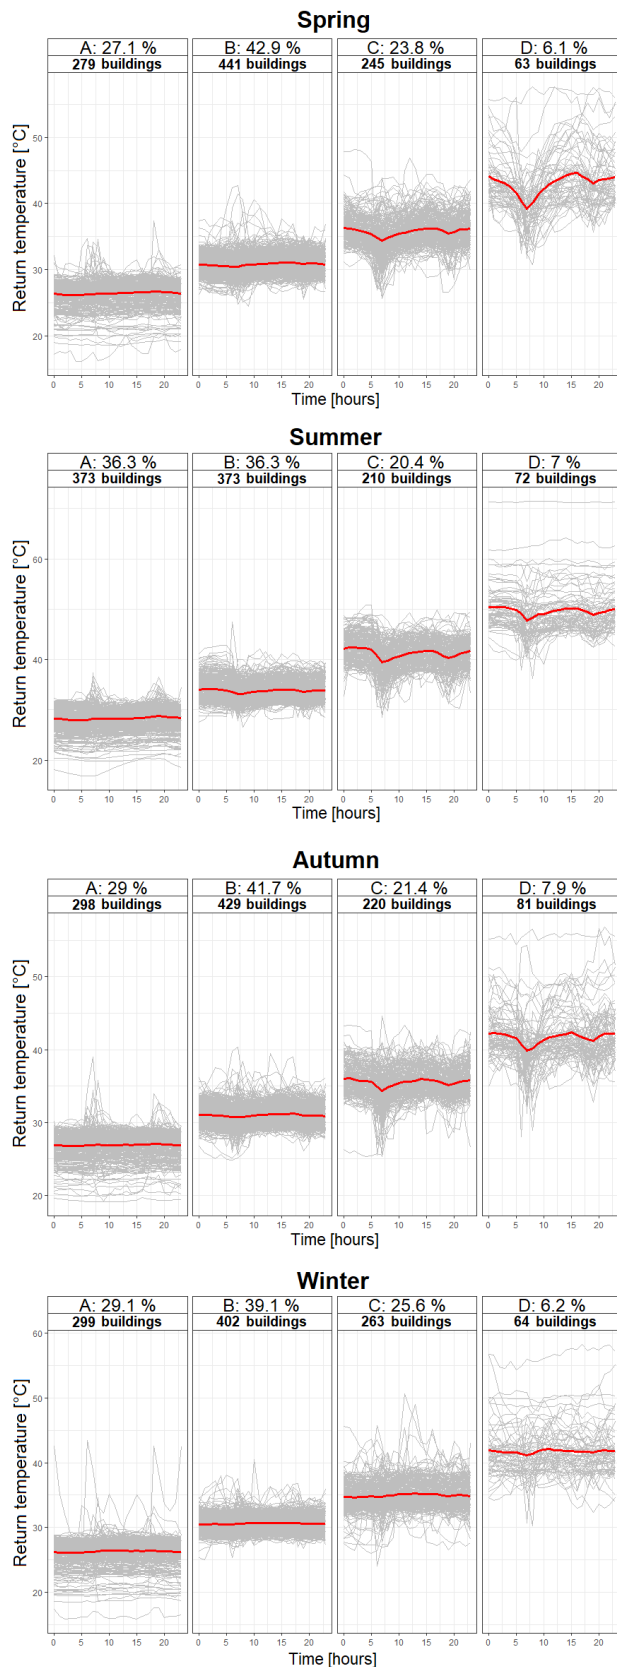 Spring
A: 27.1 % B: 42.9 % C: 23.8 % D: 6.1 %
279 buildings 441 buildings 245 buildings 63 buildings
Return temperature [°C]
50
40
30
20
0 5 10 15 20 0 5 10 15 20 0 5 10 15 20 0 5 10 15 20
Time [hours]
Summer
A: 36.3 % B: 36.3 % C: 20.4 % D: 7 %
373 buildings 373 buildings 210 buildings 72 buildings
Return temperature [°C]
60
40
20
0 5 10 15 20 0 5 10 15 20 0 5 10 15 20 0 5 10 15 20
Time [hours]
Autumn
A: 29 % B: 41.7 % C: 21.4 % D: 7.9 %
298 buildings 429 buildings 220 buildings 81 buildings
Return temperature [°C]
50
40
30
20
0 5 10 15 20 0 5 10 15 20 0 5 10 15 20 0 5 10 15 20
Time [hours]
Winter
A: 29.1 % B: 39.1 % C: 25.6 % D: 6.2 %
299 buildings 402 buildings 263 buildings 64 buildings
Return temperature [°C]
60
50
40
30
20
0 5 10 15 20 0 5 10 15 20 0 5 10 15 20 0 5 10 15 20
Time [hours]